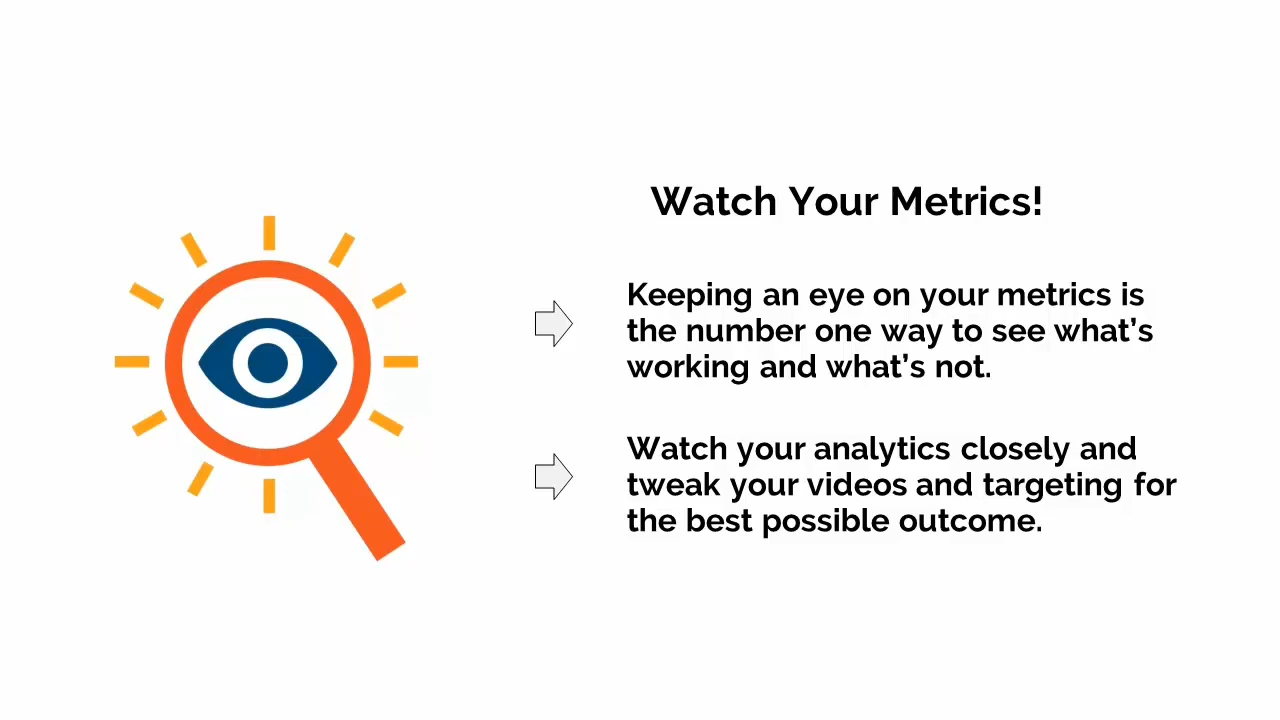 Watch Your Metrics!
Keeping an eye on your metrics is
the number one way to see what’s
working and what’s not.
Watch your analytics closely and
tweak your videos and targeting for
the best possible outcome.